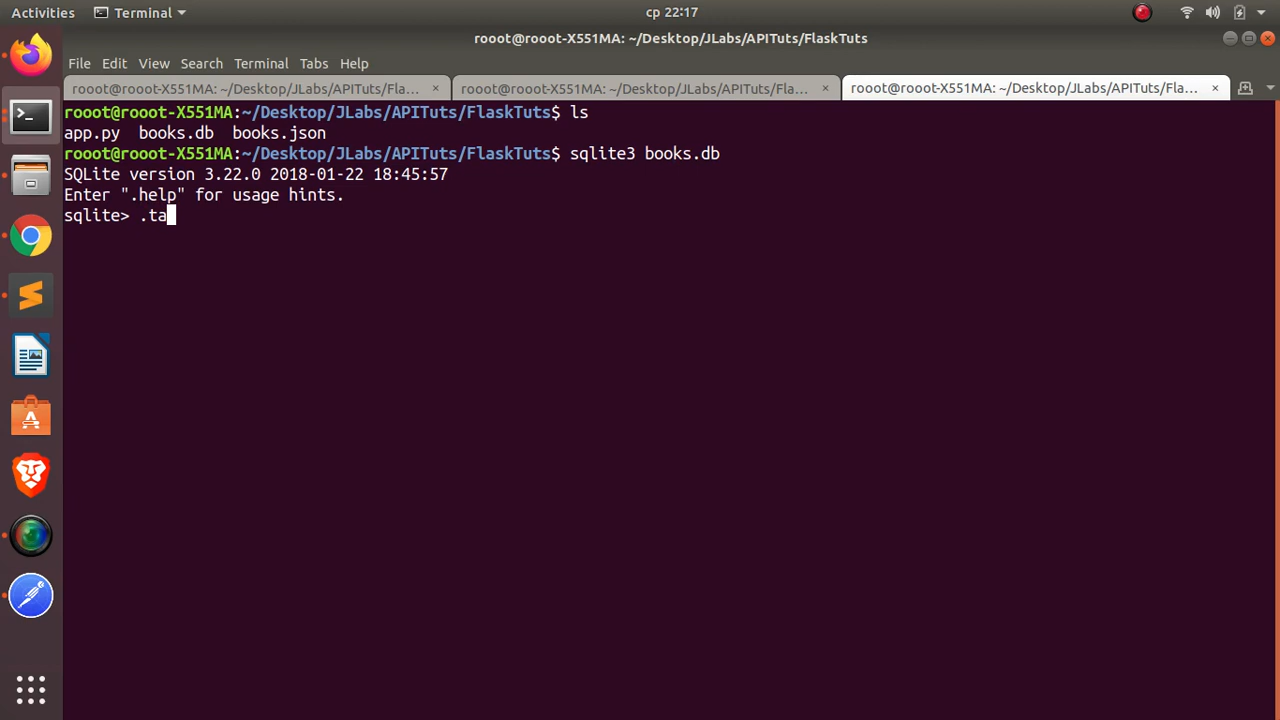 Activities Terminal cp 22:17
rooot@rooot-X551MA: ~/Desktop/JLabs/APITuts/FlaskTuts
File Edit View Search Terminal Tabs Help
rooot@rooot-X551MA: ~/Desktop/JLabs/APITuts/Fla... × rooot@rooot-X551MA: ~/Desktop/JLabs/APITuts/Fla... × rooot@rooot-X551MA: ~/Desktop/JLabs/APITuts/Fla... ×
rooot@rooot-X551MA:~/Desktop/JLabs/APITuts/FlaskTuts$ ls
app.py  books.db  books.json
rooot@rooot-X551MA:~/Desktop/JLabs/APITuts/FlaskTuts$ sqlite3 books.db
SQLite version 3.22.0 2018-01-22 18:45:57
Enter ".help" for usage hints.
sqlite> .ta